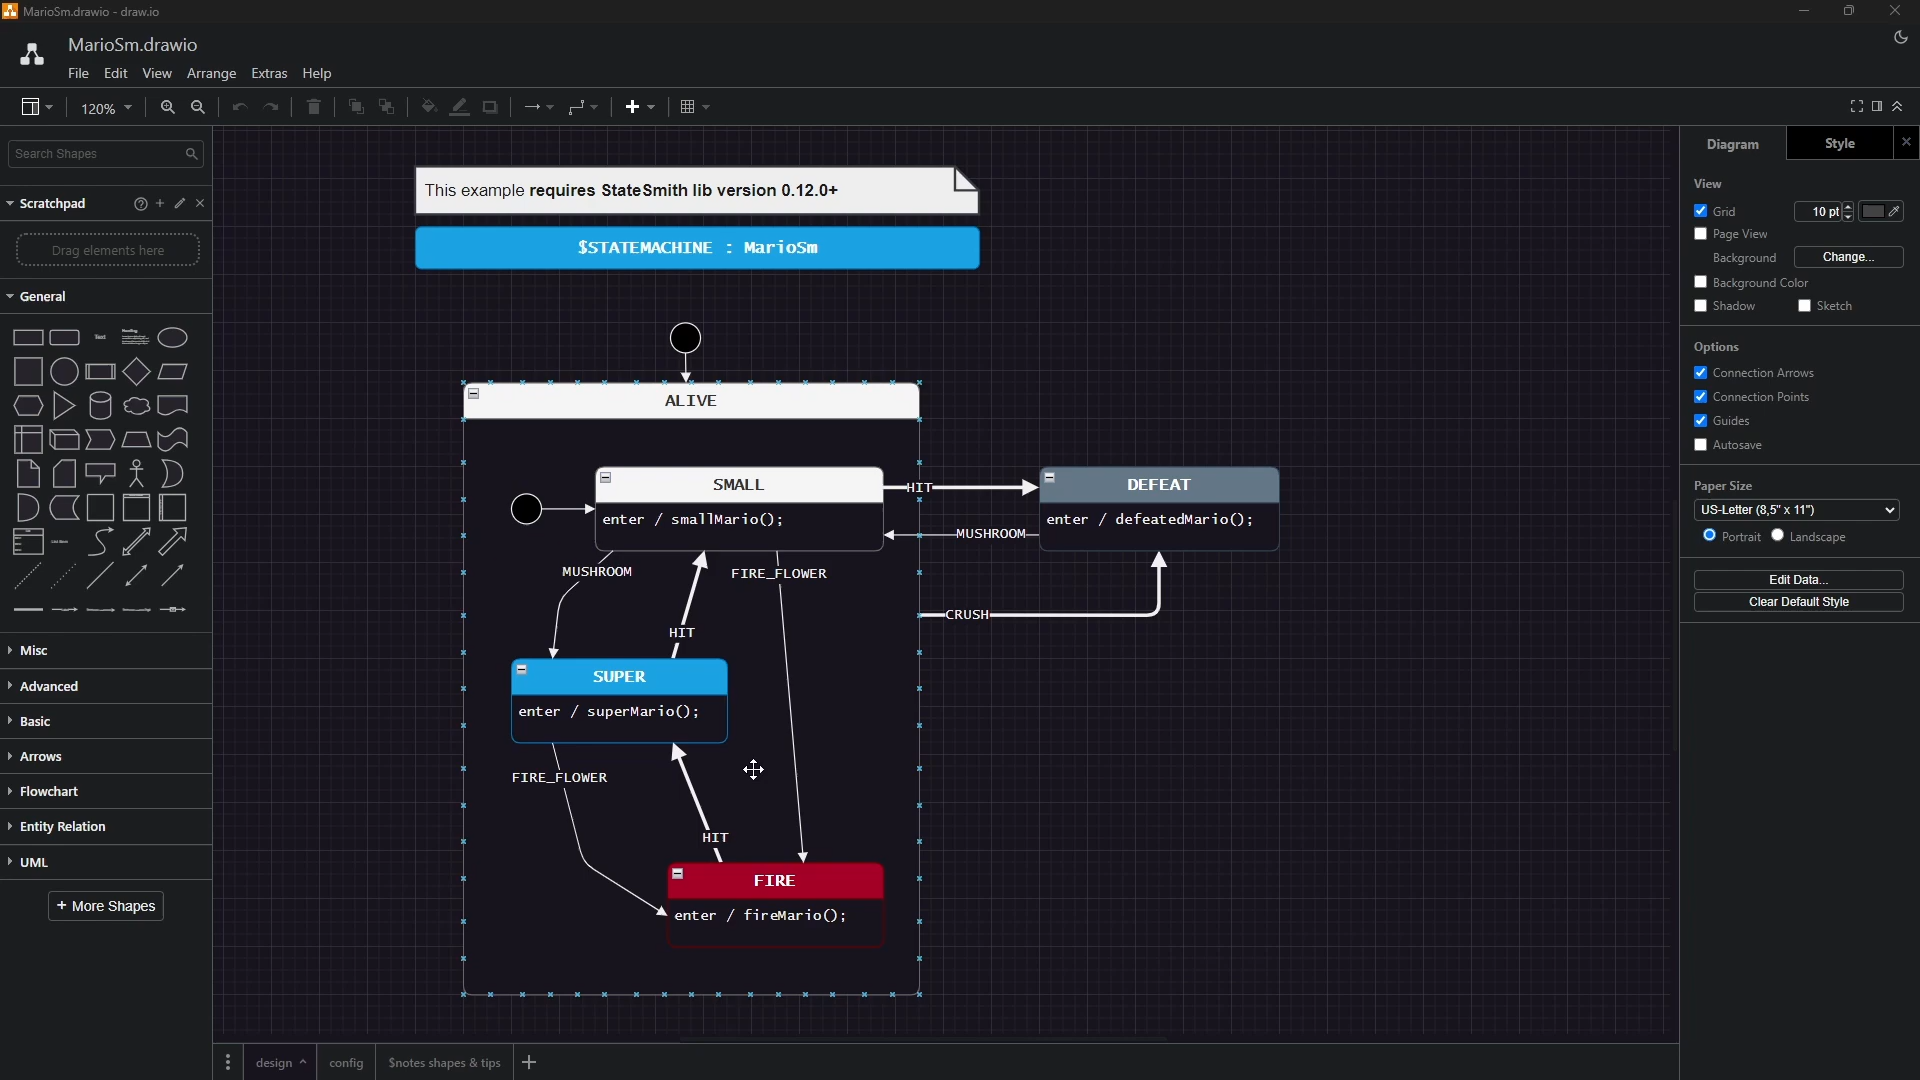 MarioSm.drawio - draw.io
MarioSm.drawio
File Edit View Arrange Extras Help
120%
Search Shapes
Scratchpad
Drag elements here
General
Text
Heading
List Item
Misc
Advanced
Basic
Arrows
Flowchart
Entity Relation
UML
+ More Shapes
This example requires StateSmith lib version 0.12.0+
$STATEMACHINE : MarioSm
ALIVE
SMALL
enter / smallMario();
HIT
DEFEAT
enter / defeatedMario();
MUSHROOM
MUSHROOM
FIRE_FLOWER
CRUSH
HIT
SUPER
enter / superMario();
FIRE_FLOWER
HIT
FIRE
enter / fireMario();
design
config
$notes shapes & tips
Diagram
Style
View
Grid
10 pt
Page View
Background
Change...
Background Color
Shadow
Sketch
Options
Connection Arrows
Connection Points
Guides
Autosave
Paper Size
US-Letter (8,5" x 11")
Portrait
Landscape
Edit Data...
Clear Default Style